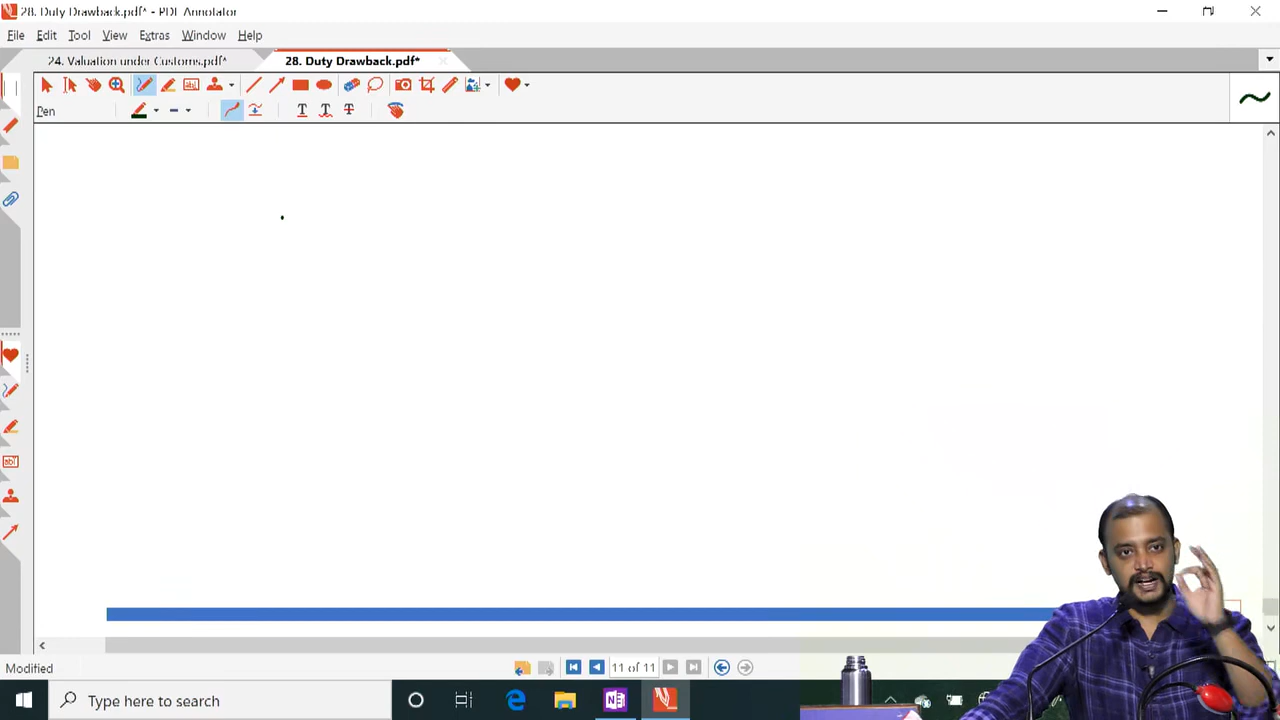 28. Duty Drawback.pdf* - PDF Annotator
File Edit Tool View Extras Window Help
24. Valuation under Customs.pdf* 28. Duty Drawback.pdf*
Pen
Modified
11 of 11
Type here to search